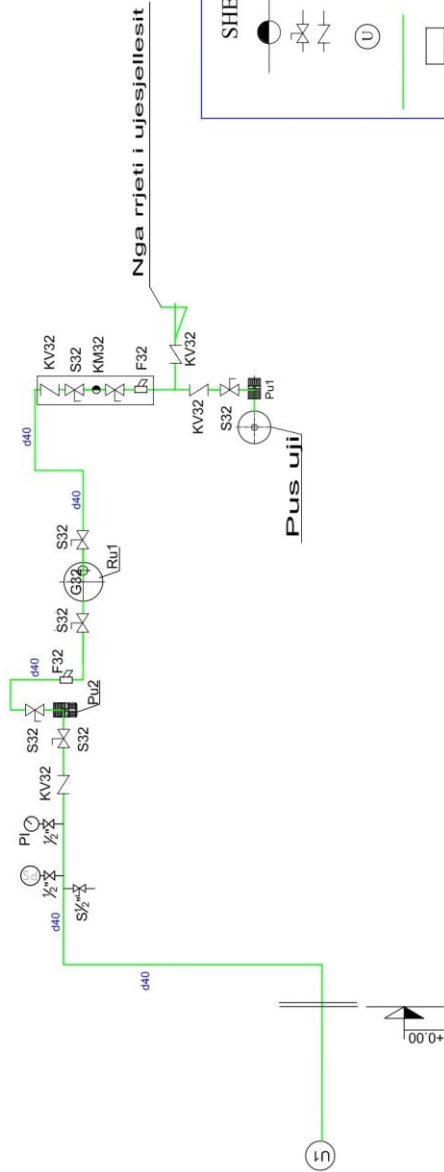 Nga rrjeti i ujesjellesit
SHE
U
KV32
S32
KM32
F32
KV32
KV32
S32
Pu1
Pus uji
d40
d40
S32
G32
Ru1
S32
F32
d40
Pu2
S32
S32
KV32
PI
½"
PS
½"
S½"
d40
d40
+0.00
U1